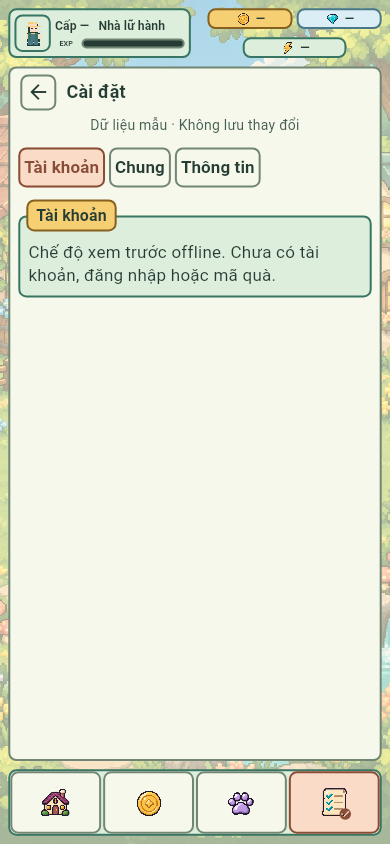 Cấp — Nhà lữ hành
EXP
—
—
—
Cài đặt
Dữ liệu mẫu · Không lưu thay đổi
Tài khoản
Chung
Thông tin
Tài khoản
Chế độ xem trước offline. Chưa có tài
khoản, đăng nhập hoặc mã quà.